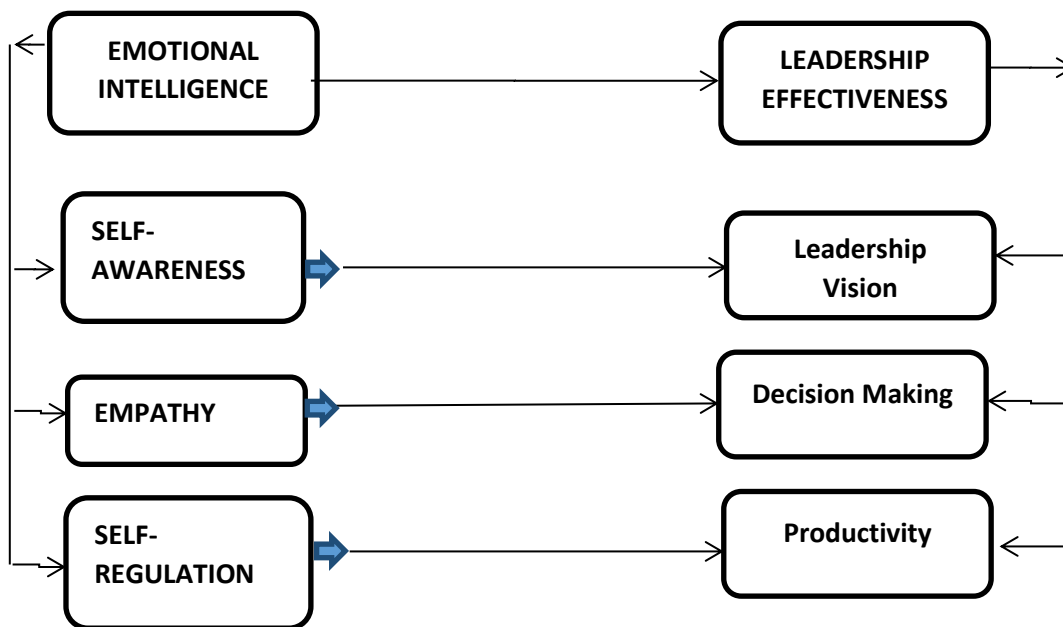 EMOTIONAL
INTELLIGENCE
LEADERSHIP
EFFECTIVENESS
SELF-
AWARENESS
Leadership
Vision
EMPATHY
Decision Making
SELF-
REGULATION
Productivity